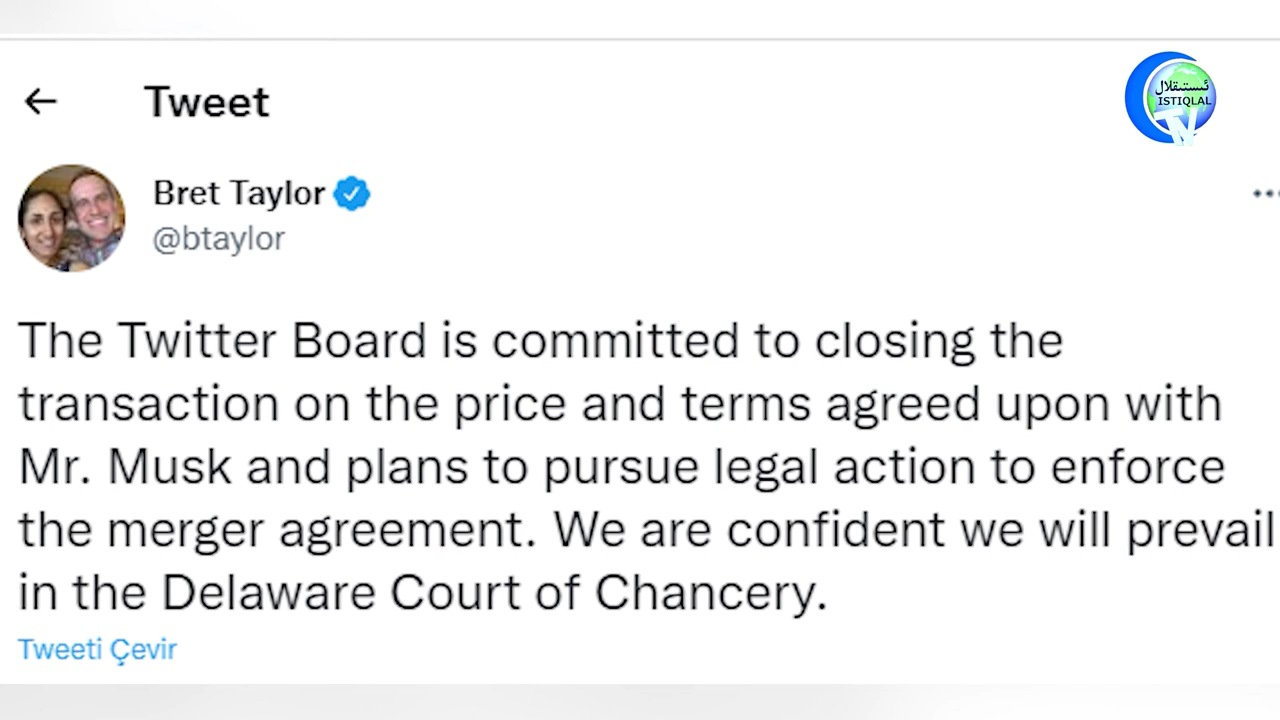 Tweet
ئىستىقلال
ISTIQLAL
TV
Bret Taylor
@btaylor
The Twitter Board is committed to closing the
transaction on the price and terms agreed upon with
Mr. Musk and plans to pursue legal action to enforce
the merger agreement. We are confident we will prevail
in the Delaware Court of Chancery.
Tweeti Çevir